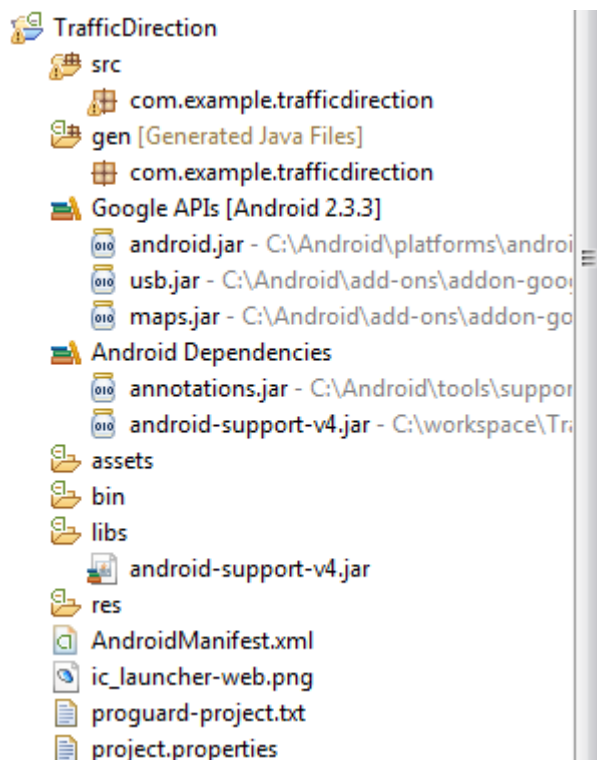 TrafficDirection
src
com.example.trafficdirection
gen [Generated Java Files]
com.example.trafficdirection
Google APIs [Android 2.3.3]
android.jar - C:\Android\platforms\androi
usb.jar - C:\Android\add-ons\addon-goog
maps.jar - C:\Android\add-ons\addon-go
Android Dependencies
annotations.jar - C:\Android\tools\suppor
android-support-v4.jar - C:\workspace\Tra
assets
bin
libs
android-support-v4.jar
res
AndroidManifest.xml
ic_launcher-web.png
proguard-project.txt
project.properties